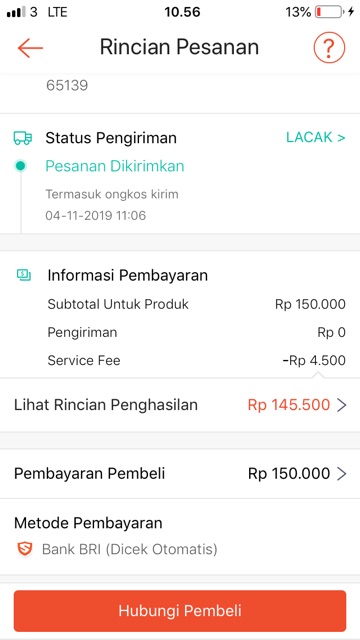 3 LTE 10.56 13%
Rincian Pesanan ?
65139
Status Pengiriman LACAK >
Pesanan Dikirimkan
Termasuk ongkos kirim
04-11-2019 11:06
Informasi Pembayaran
Subtotal Untuk Produk Rp 150.000
Pengiriman Rp 0
Service Fee -Rp 4.500
Lihat Rincian Penghasilan Rp 145.500 >
Pembayaran Pembeli Rp 150.000 >
Metode Pembayaran
Bank BRI (Dicek Otomatis)
Hubungi Pembeli